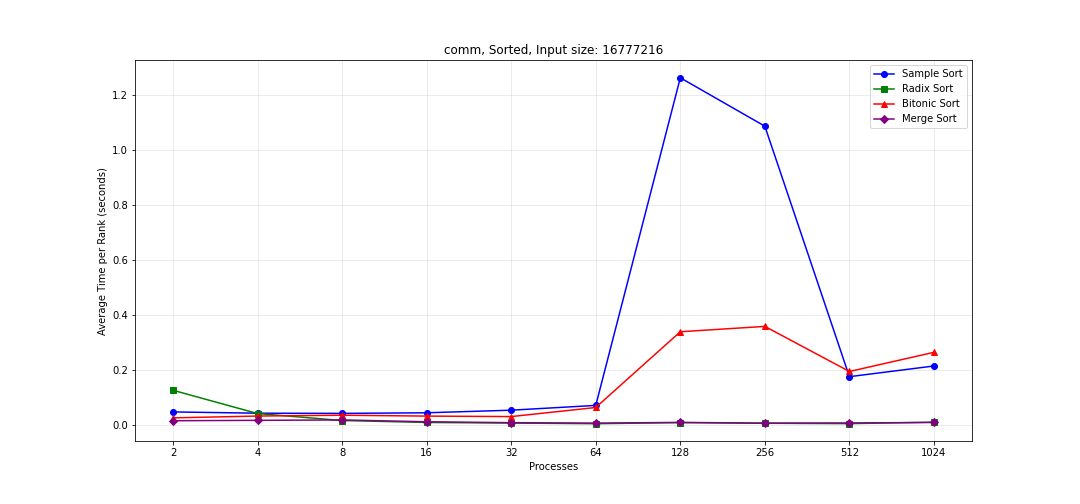 comm, Sorted, Input size: 16777216
Sample Sort
Radix Sort
Bitonic Sort
Merge Sort
Average Time per Rank (seconds)
1.2
1.0
0.8
0.6
0.4
0.2
0.0
2 4 8 16 32 64 128 256 512 1024
Processes